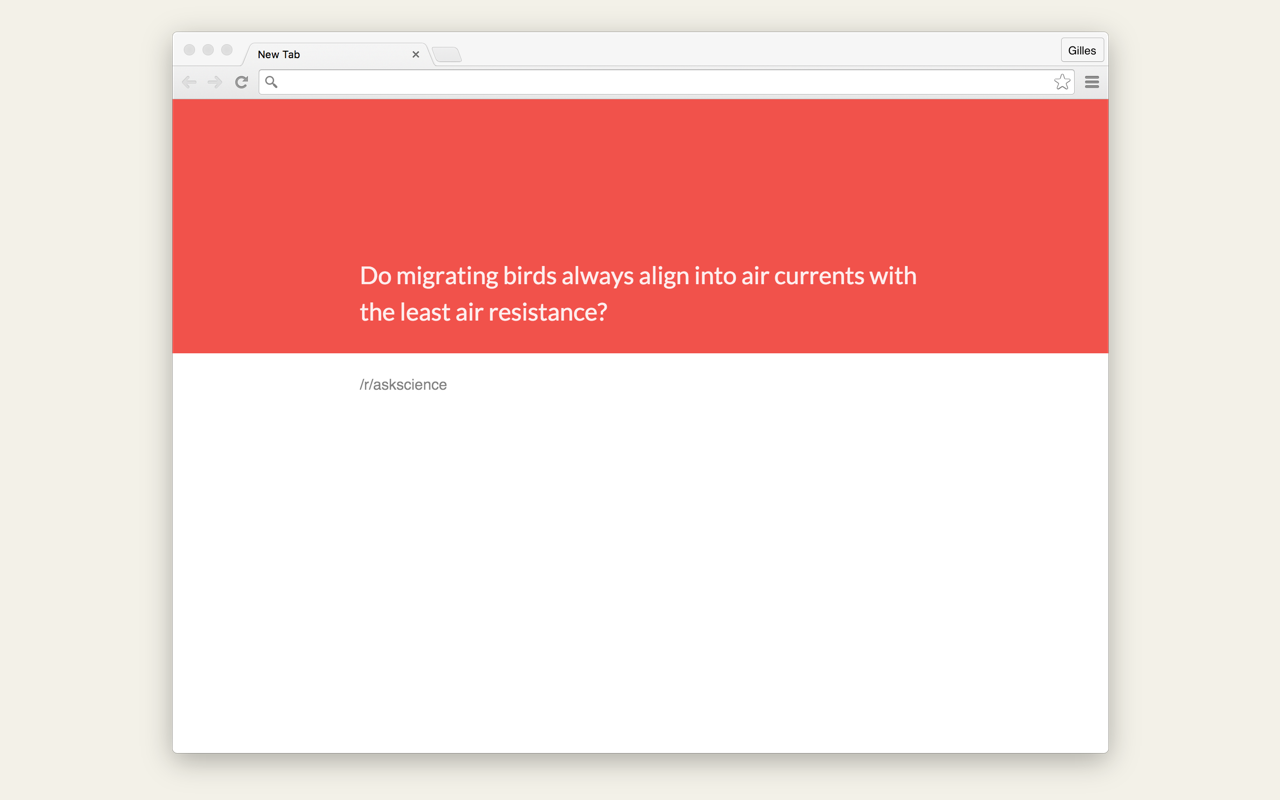 New Tab
Gilles
Do migrating birds always align into air currents with
the least air resistance?
/r/askscience